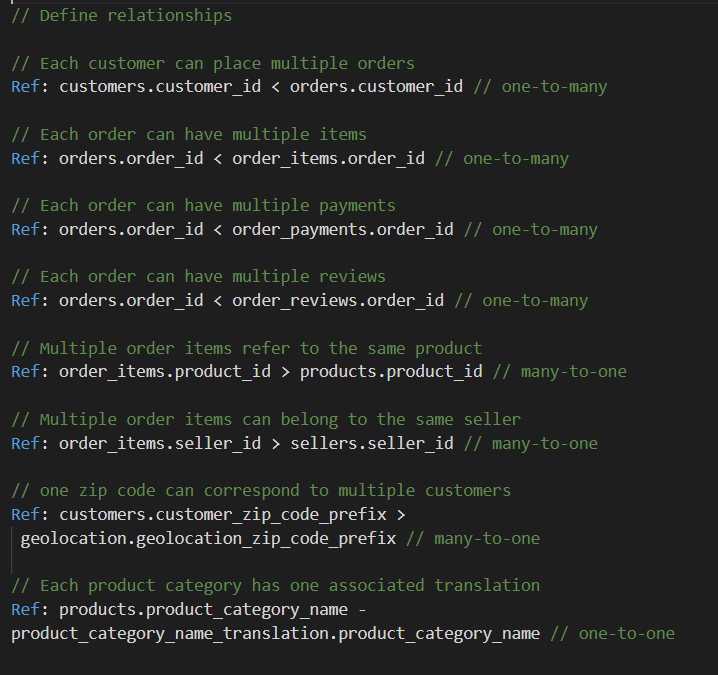 // Define relationships
// Each customer can place multiple orders
Ref: customers.customer_id < orders.customer_id // one-to-many
// Each order can have multiple items
Ref: orders.order_id < order_items.order_id // one-to-many
// Each order can have multiple payments
Ref: orders.order_id < order_payments.order_id // one-to-many
// Each order can have multiple reviews
Ref: orders.order_id < order_reviews.order_id // one-to-many
// Multiple order items refer to the same product
Ref: order_items.product_id > products.product_id // many-to-one
// Multiple order items can belong to the same seller
Ref: order_items.seller_id > sellers.seller_id // many-to-one
// one zip code can correspond to multiple customers
Ref: customers.customer_zip_code_prefix >
geolocation.geolocation_zip_code_prefix // many-to-one
// Each product category has one associated translation
Ref: products.product_category_name -
product_category_name_translation.product_category_name // one-to-one